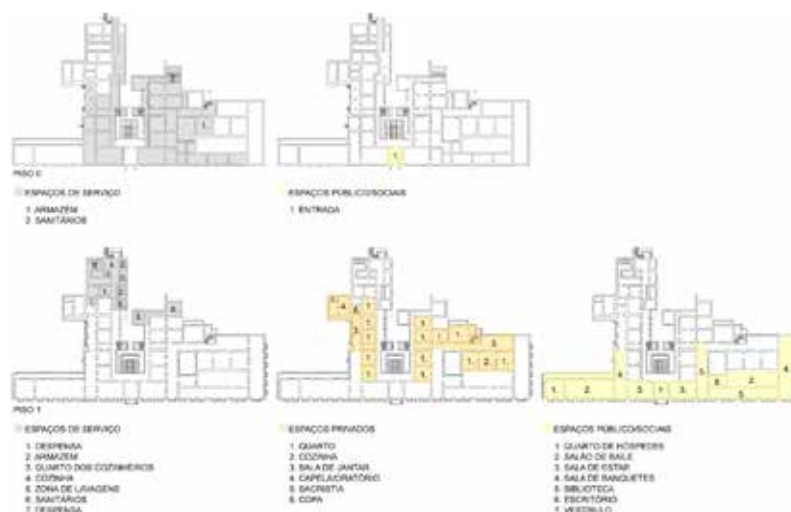 PISO 0
ESPAÇOS DE SERVIÇO
1. ARMAZÉM
2. SANITÁRIOS
ESPAÇOS PÚBLICO/SOCIAIS
1. ENTRADA
PISO 1
ESPAÇOS DE SERVIÇO
1. DESPENSA
2. ARMAZÉM
3. QUARTO DOS COZINHEIROS
4. COZINHA
5. ZONA DE LAVAGENS
6. SANITÁRIOS
7. DESPENSA
ESPAÇOS PRIVADOS
1. QUARTO
2. COZINHA
3. SALA DE JANTAR
4. CAPELA/ORATÓRIO
5. SACRISTIA
6. COPA
ESPAÇOS PÚBLICO/SOCIAIS
1. QUARTO DE HÓSPEDES
2. SALÃO DE BAILE
3. SALA DE ESTAR
4. SALA DE BANQUETES
5. BIBLIOTECA
6. ESCRITÓRIO
7. VESTÍBULO